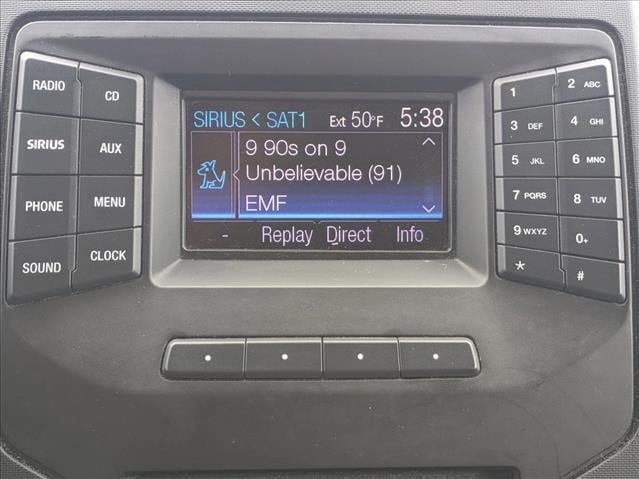 RADIO
CD
SIRIUS
AUX
PHONE
MENU
SOUND
CLOCK
SIRIUS < SAT1 Ext 50°F 5:38
9 90s on 9
Unbelievable (91)
EMF
- Replay Direct Info
1
2 ABC
3 DEF
4 GHI
5 JKL
6 MNO
7 PQRS
8 TUV
9 WXYZ
0+
*
#